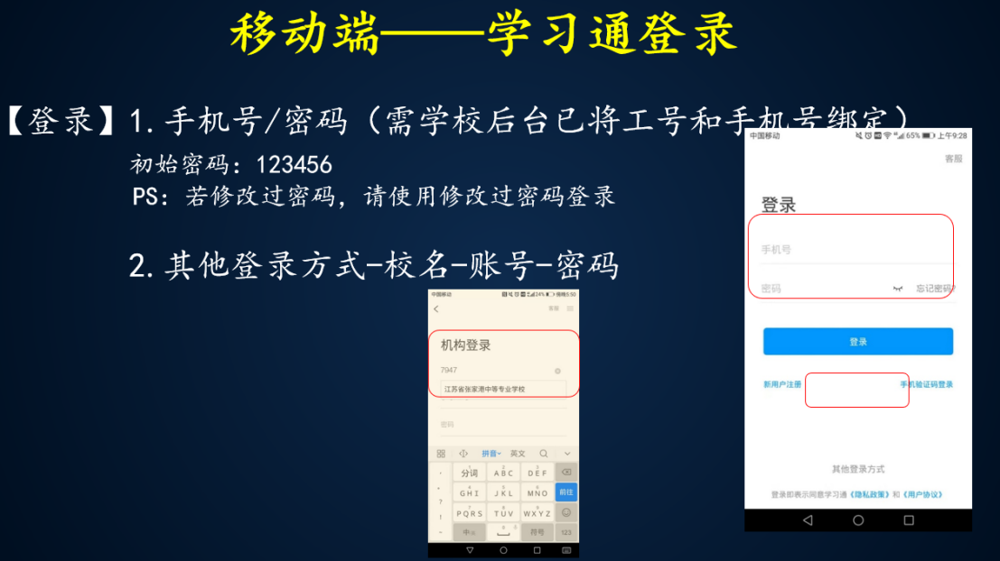 移动端——学习通登录
【登录】1.手机号/密码（需学校后台已将工号和手机号绑定）
初始密码：123456
PS：若修改过密码，请使用修改过密码登录
2.其他登录方式-校名-账号-密码
中国移动
24% 傍晚5:50
客服
机构登录
7947
江苏省张家港中等专业学校
密码
拼音 英文
分词 ABC DEF
GHI JKL MNO 前往
PQRS TUV WXYZ
符号 123
中国移动 65% 上午9:28
客服
登录
手机号
密码 忘记密码?
登录
新用户注册 手机验证码登录
其他登录方式
登录即表示同意学习通《隐私政策》和《用户协议》